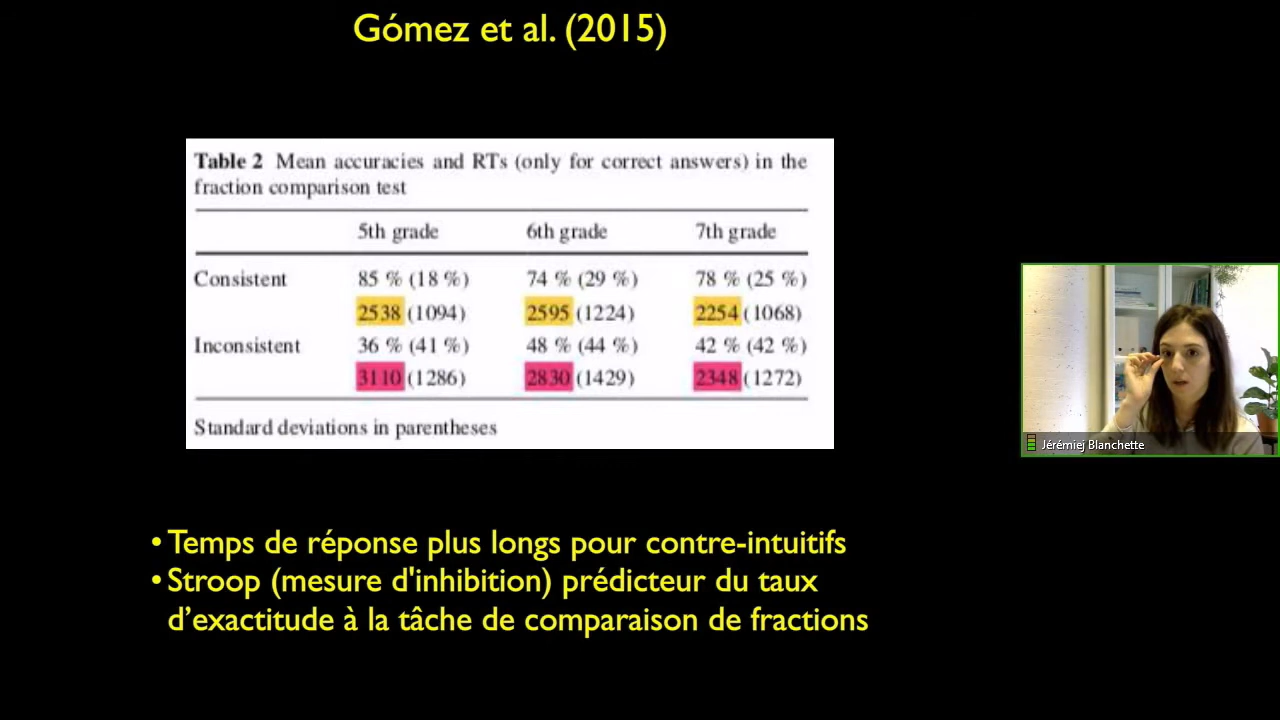 Gómez et al. (2015)
Table 2 Mean accuracies and RTs (only for correct answers) in the
fraction comparison test
5th grade 6th grade 7th grade
Consistent 85 % (18 %) 74 % (29 %) 78 % (25 %)
2538 (1094) 2595 (1224) 2254 (1068)
Inconsistent 36 % (41 %) 48 % (44 %) 42 % (42 %)
3110 (1286) 2830 (1429) 2348 (1272)
Standard deviations in parentheses
Jérémiej Blanchette
• Temps de réponse plus longs pour contre-intuitifs
• Stroop (mesure d'inhibition) prédicteur du taux
d’exactitude à la tâche de comparaison de fractions